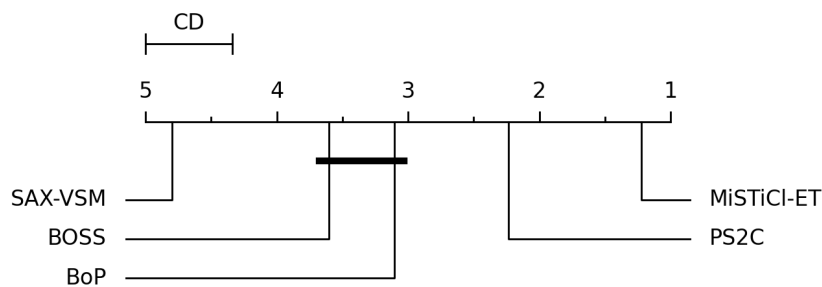 CD
5 4 3 2 1
SAX-VSM MiSTiCl-ET
BOSS PS2C
BoP